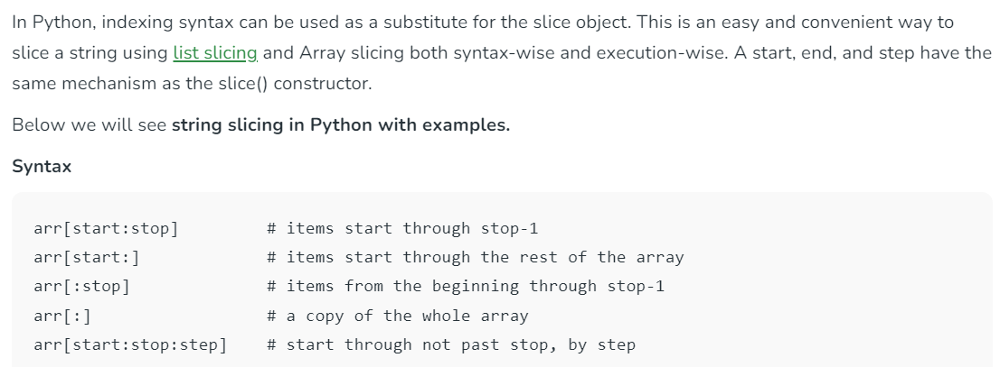 In Python, indexing syntax can be used as a substitute for the slice object. This is an easy and convenient way to
slice a string using list slicing and Array slicing both syntax-wise and execution-wise. A start, end, and step have the
same mechanism as the slice() constructor.
Below we will see string slicing in Python with examples.
Syntax
arr[start:stop]         # items start through stop-1
arr[start:]             # items start through the rest of the array
arr[:stop]              # items from the beginning through stop-1
arr[:]                  # a copy of the whole array
arr[start:stop:step]    # start through not past stop, by step